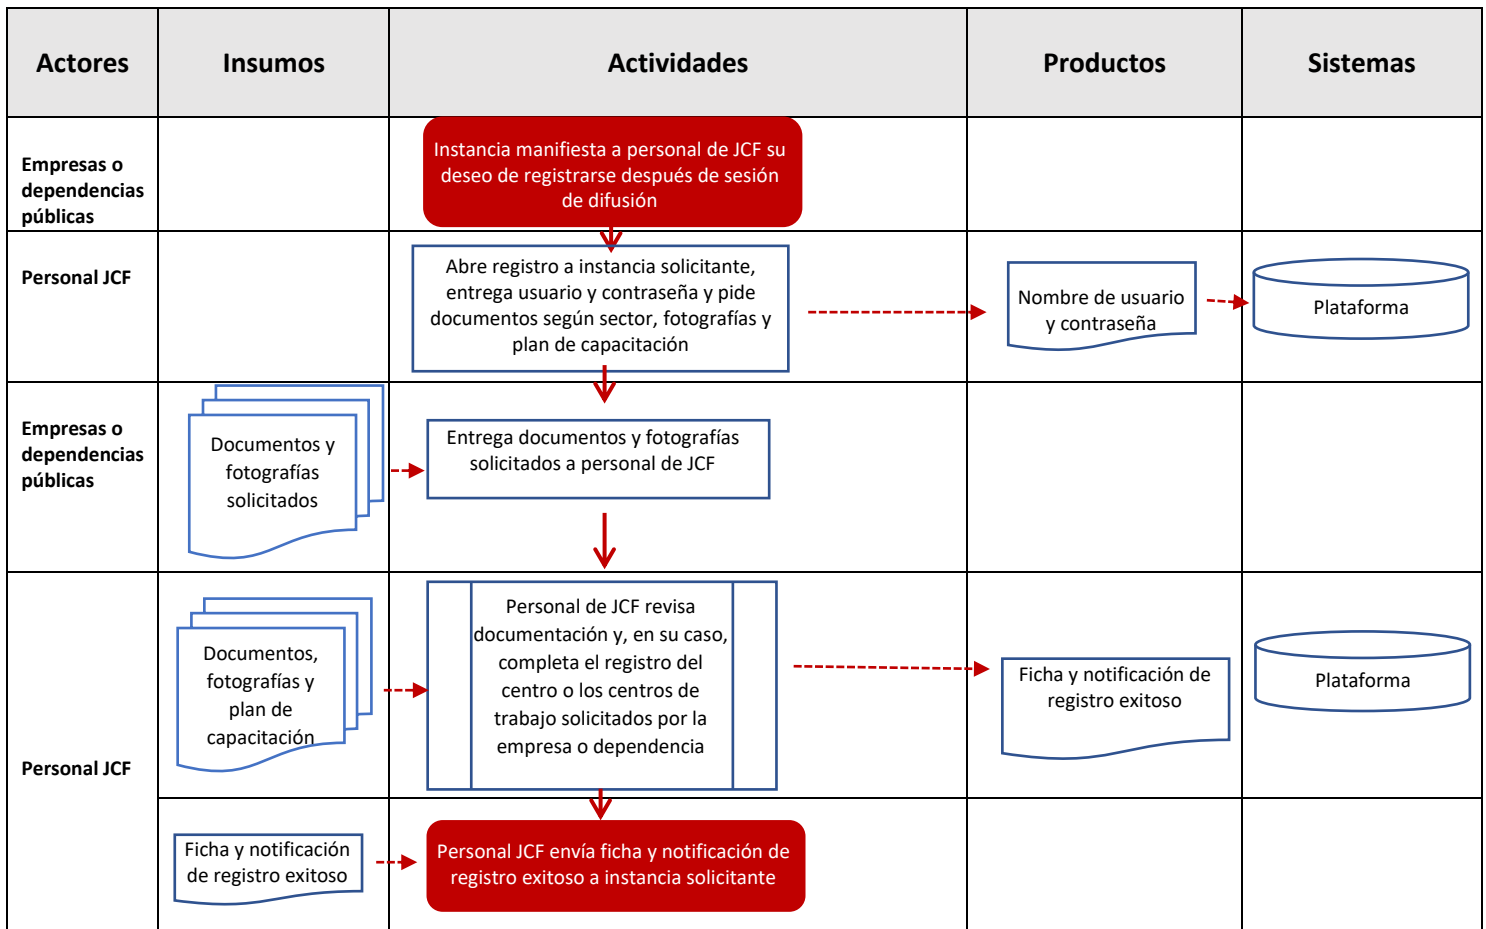 Actores
Insumos
Actividades
Productos
Sistemas
Empresas o
dependencias
públicas
Instancia manifiesta a personal de JCF su
deseo de registrarse después de sesión
de difusión
Personal JCF
Abre registro a instancia solicitante,
entrega usuario y contraseña y pide
documentos según sector, fotografías y
plan de capacitación
Nombre de usuario
y contraseña
Plataforma
Empresas o
dependencias
públicas
Documentos y
fotografías
solicitados
Entrega documentos y fotografías
solicitados a personal de JCF
Personal JCF
Documentos,
fotografías y
plan de
capacitación
Personal de JCF revisa
documentación y, en su caso,
completa el registro del
centro o los centros de
trabajo solicitados por la
empresa o dependencia
Ficha y notificación de
registro exitoso
Plataforma
Ficha y notificación
de registro exitoso
Personal JCF envía ficha y notificación de
registro exitoso a instancia solicitante